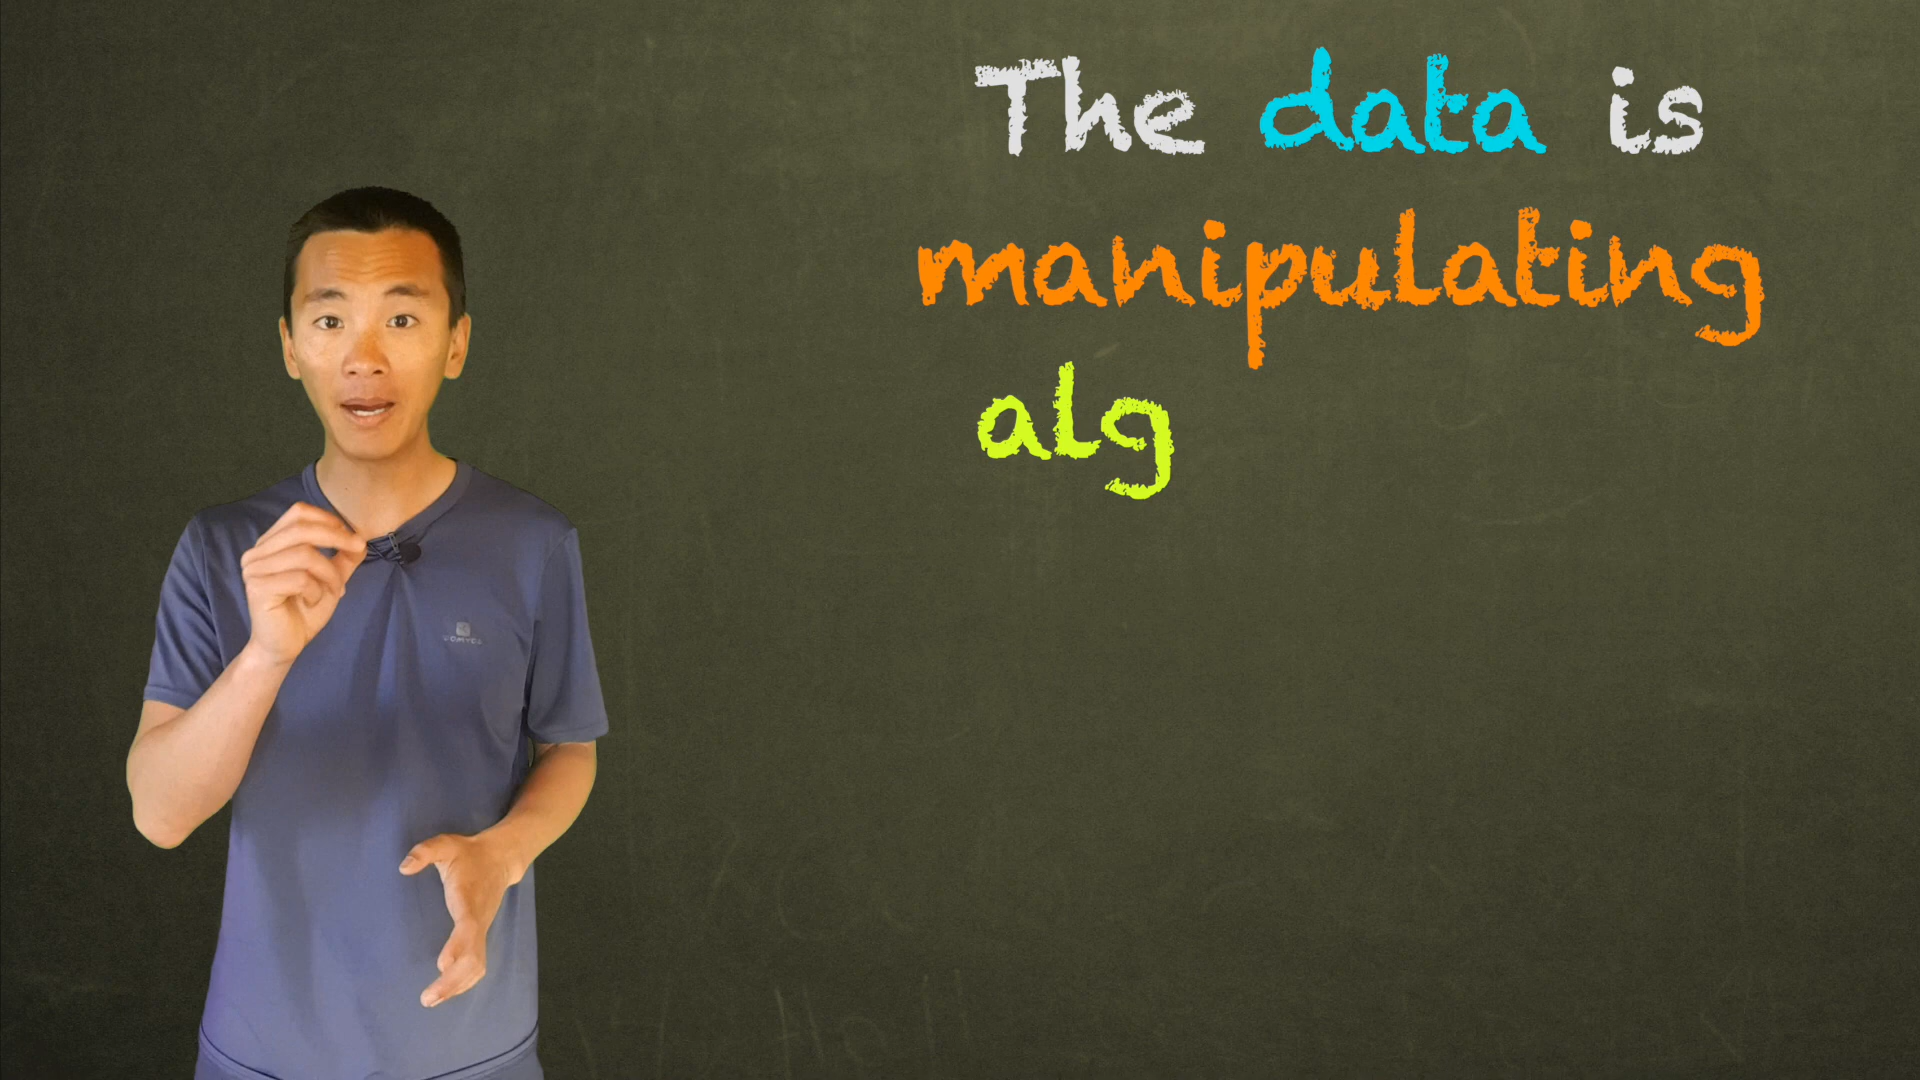 The data is
manipulating
alg